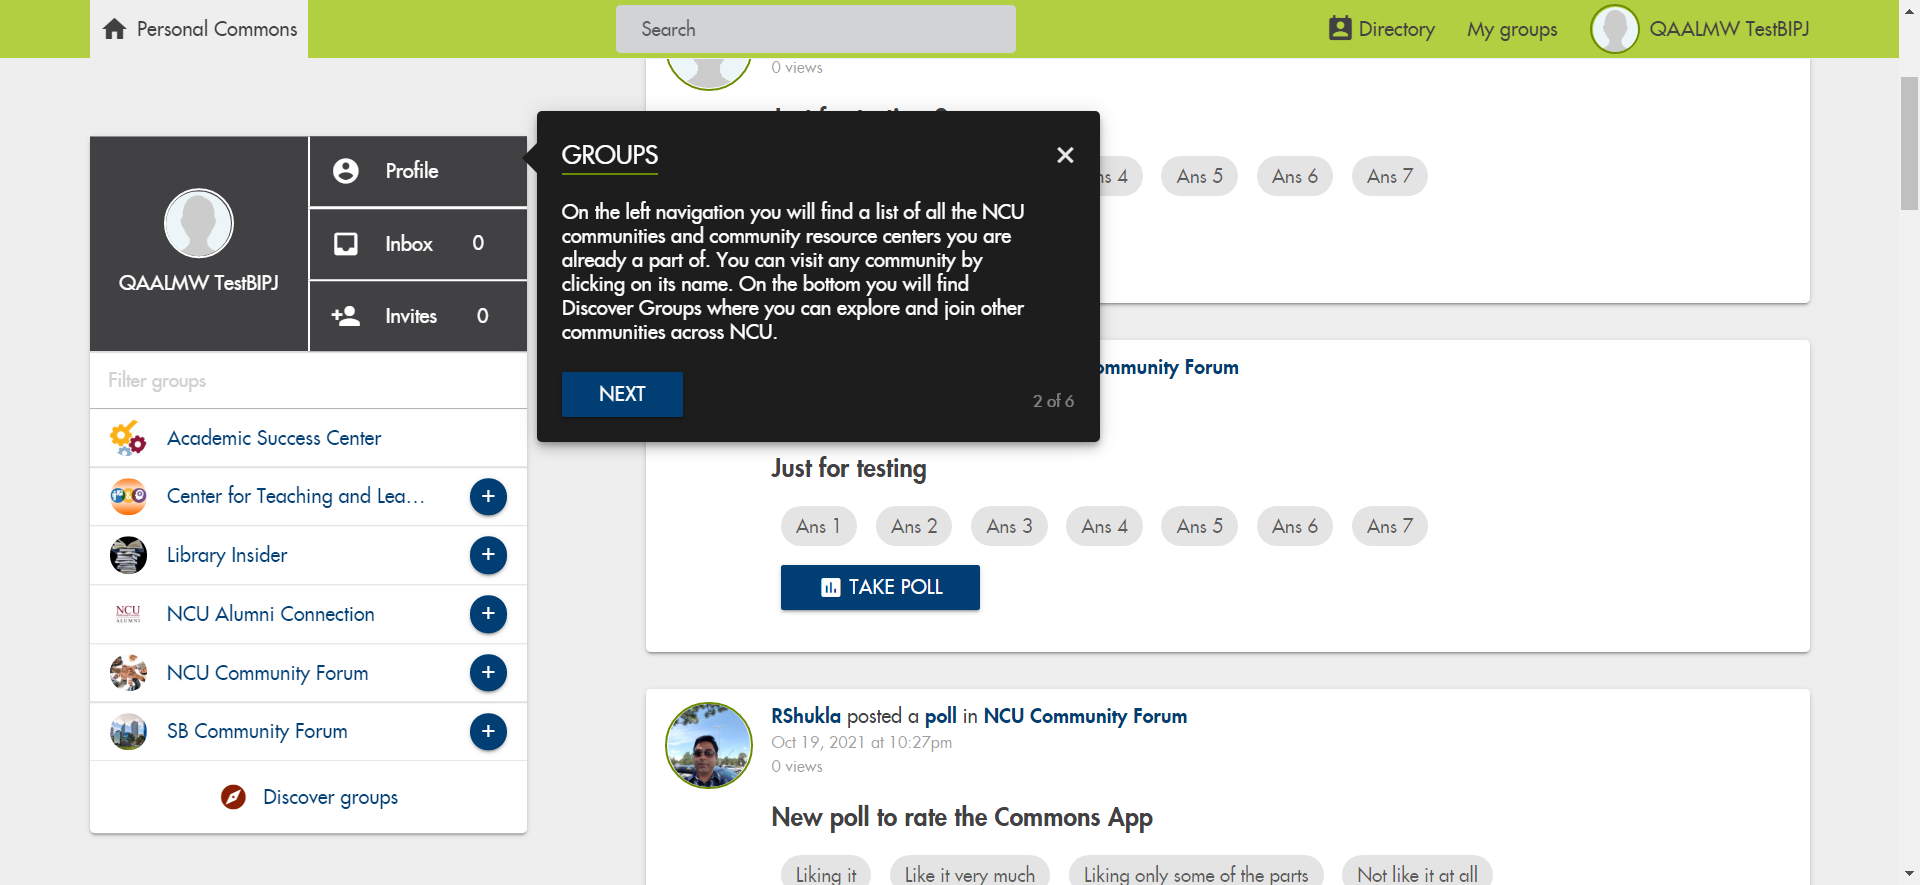 Personal Commons
Search
Directory
My groups
QAALMW TestBIPJ
0 views
QAALMW TestBIPJ
Profile
Inbox 0
Invites 0
Filter groups
Academic Success Center
Center for Teaching and Lea...
Library Insider
NCU Alumni Connection
NCU Community Forum
SB Community Forum
Discover groups
GROUPS
On the left navigation you will find a list of all the NCU
communities and community resource centers you are
already a part of. You can visit any community by
clicking on its name. On the bottom you will find
Discover Groups where you can explore and join other
communities across NCU.
NEXT
2 of 6
4 Ans 5 Ans 6 Ans 7
Forum
Just for testing
Ans 1 Ans 2 Ans 3 Ans 4 Ans 5 Ans 6 Ans 7
TAKE POLL
RShukla posted a poll in NCU Community Forum
Oct 19, 2021 at 10:27pm
0 views
New poll to rate the Commons App
Liking it Like it very much Liking only some of the parts Not like it at all